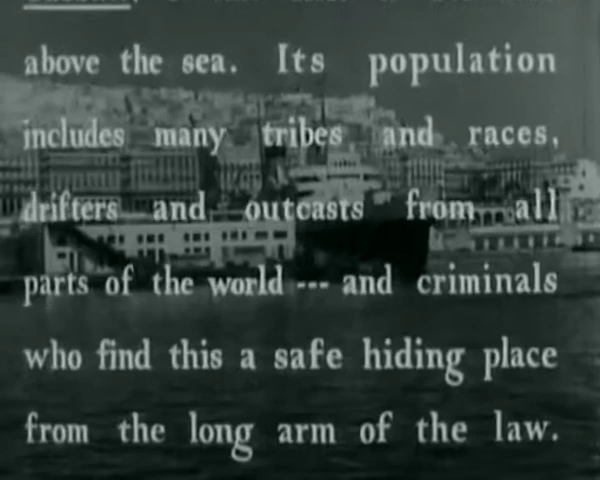 above the sea. Its population
includes many tribes and races,
drifters and outcasts from all
parts of the world --- and criminals
who find this a safe hiding place
from the long arm of the law.